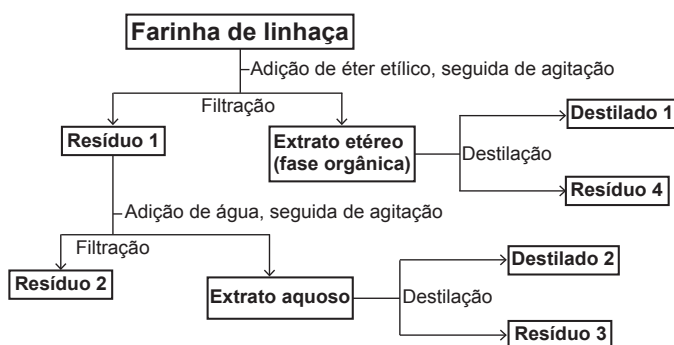 Farinha de linhaça
Adição de éter etílico, seguida de agitação
Filtração
Resíduo 1
Extrato etéreo
(fase orgânica)
Destilação
Destilado 1
Resíduo 4
Adição de água, seguida de agitação
Filtração
Resíduo 2
Extrato aquoso
Destilação
Destilado 2
Resíduo 3